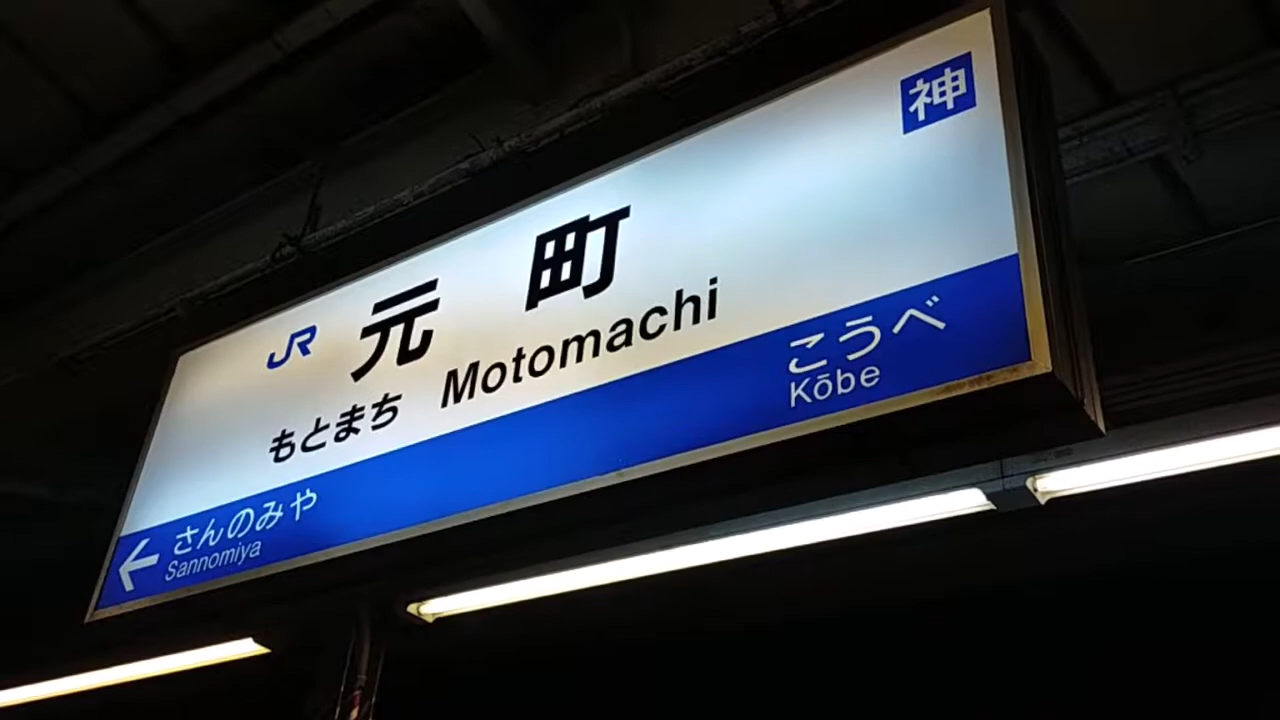 神
JR 元町
もとまち Motomachi
こうべ
Kōbe
← さんのみや
Sannomiya